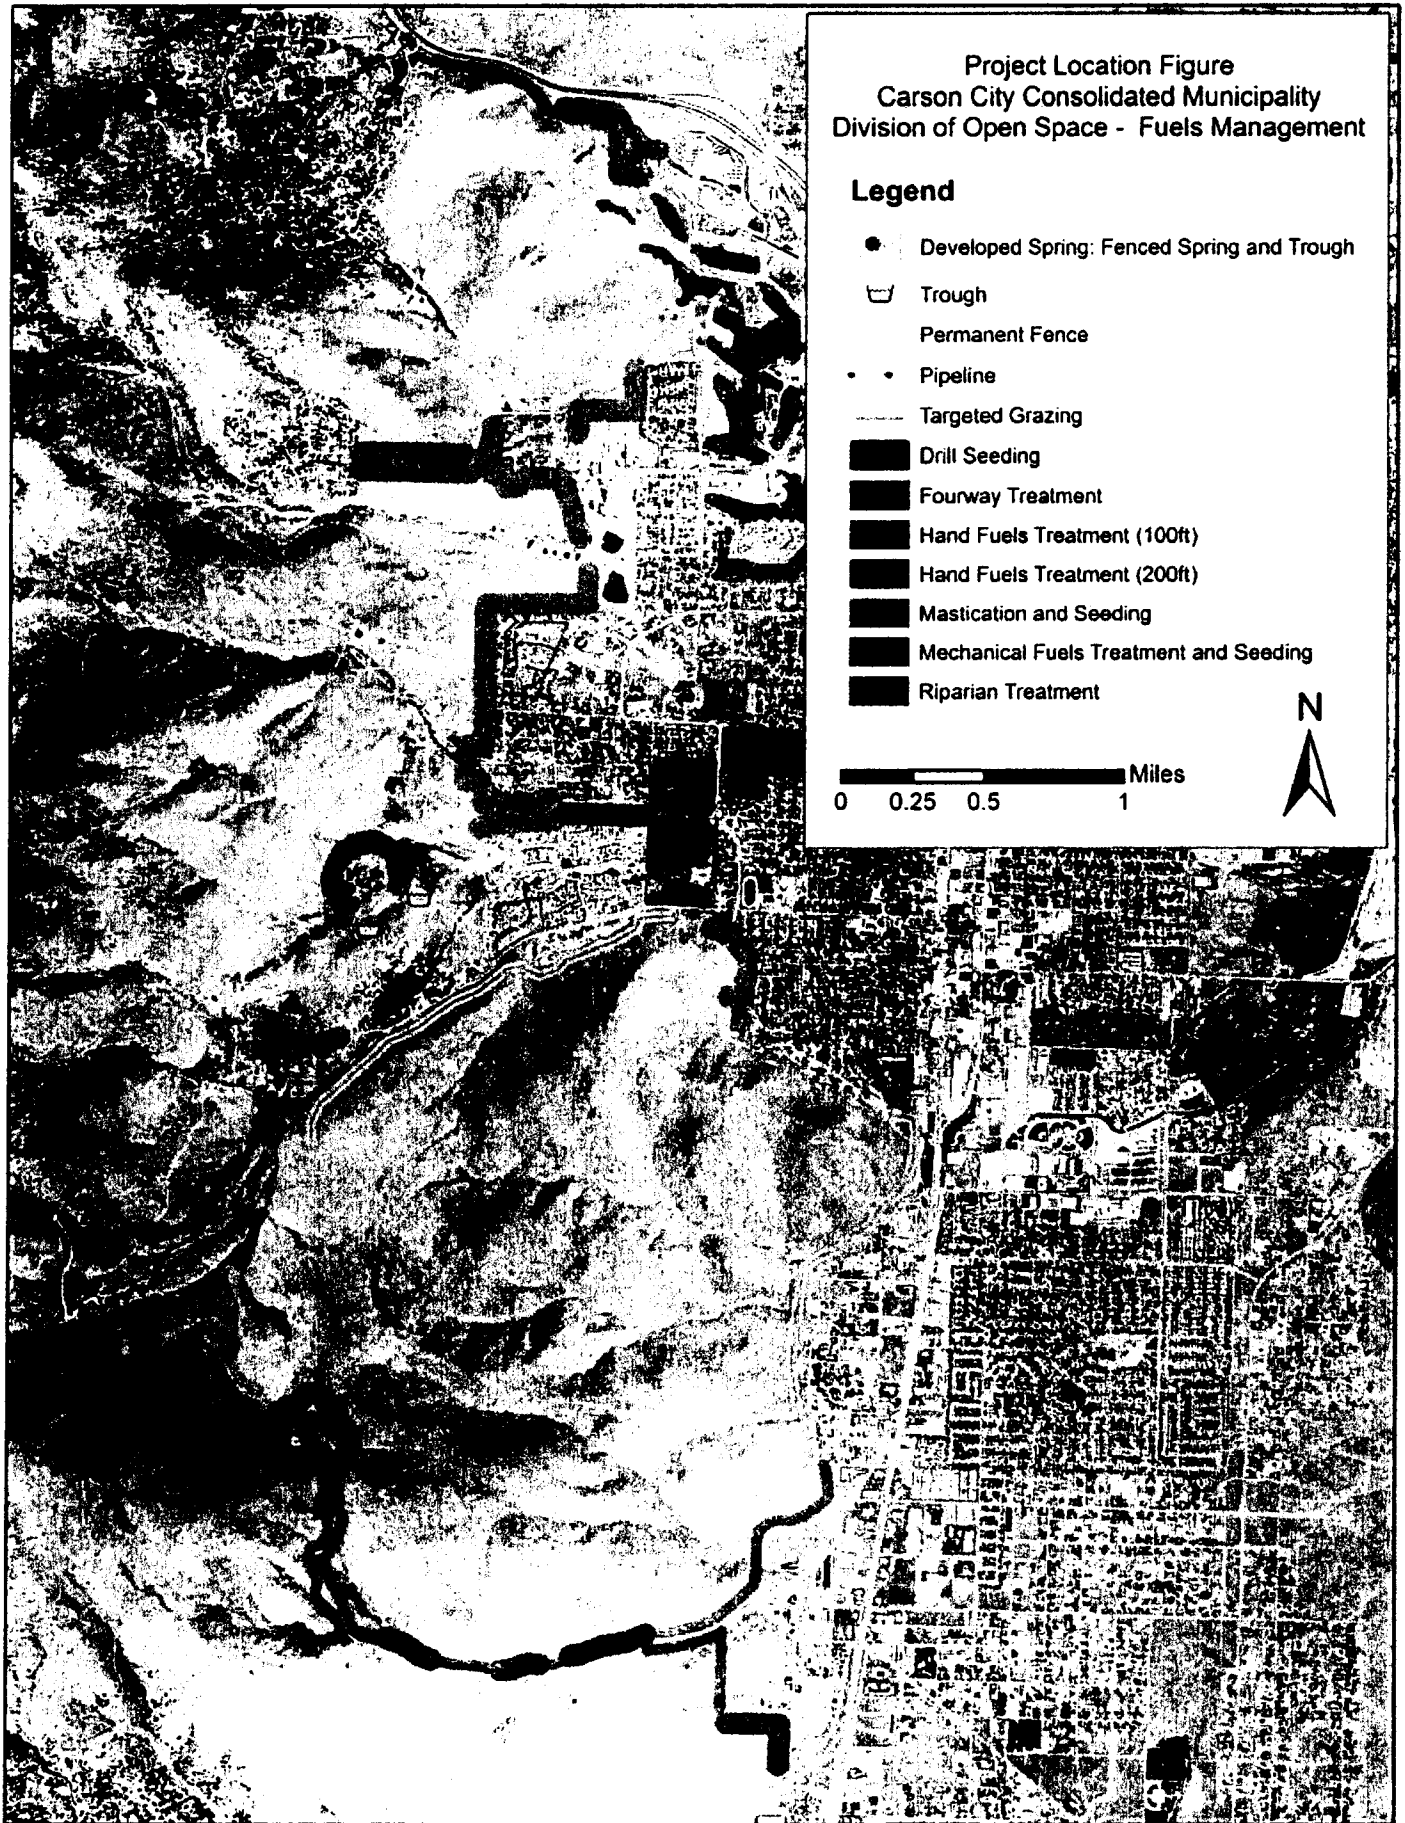 Project Location Figure
Carson City Consolidated Municipality
Division of Open Space - Fuels Management
Legend
Developed Spring: Fenced Spring and Trough
Trough
Permanent Fence
Pipeline
Targeted Grazing
Drill Seeding
Fourway Treatment
Hand Fuels Treatment (100ft)
Hand Fuels Treatment (200ft)
Mastication and Seeding
Mechanical Fuels Treatment and Seeding
Riparian Treatment
N
Miles
0 0.25 0.5 1